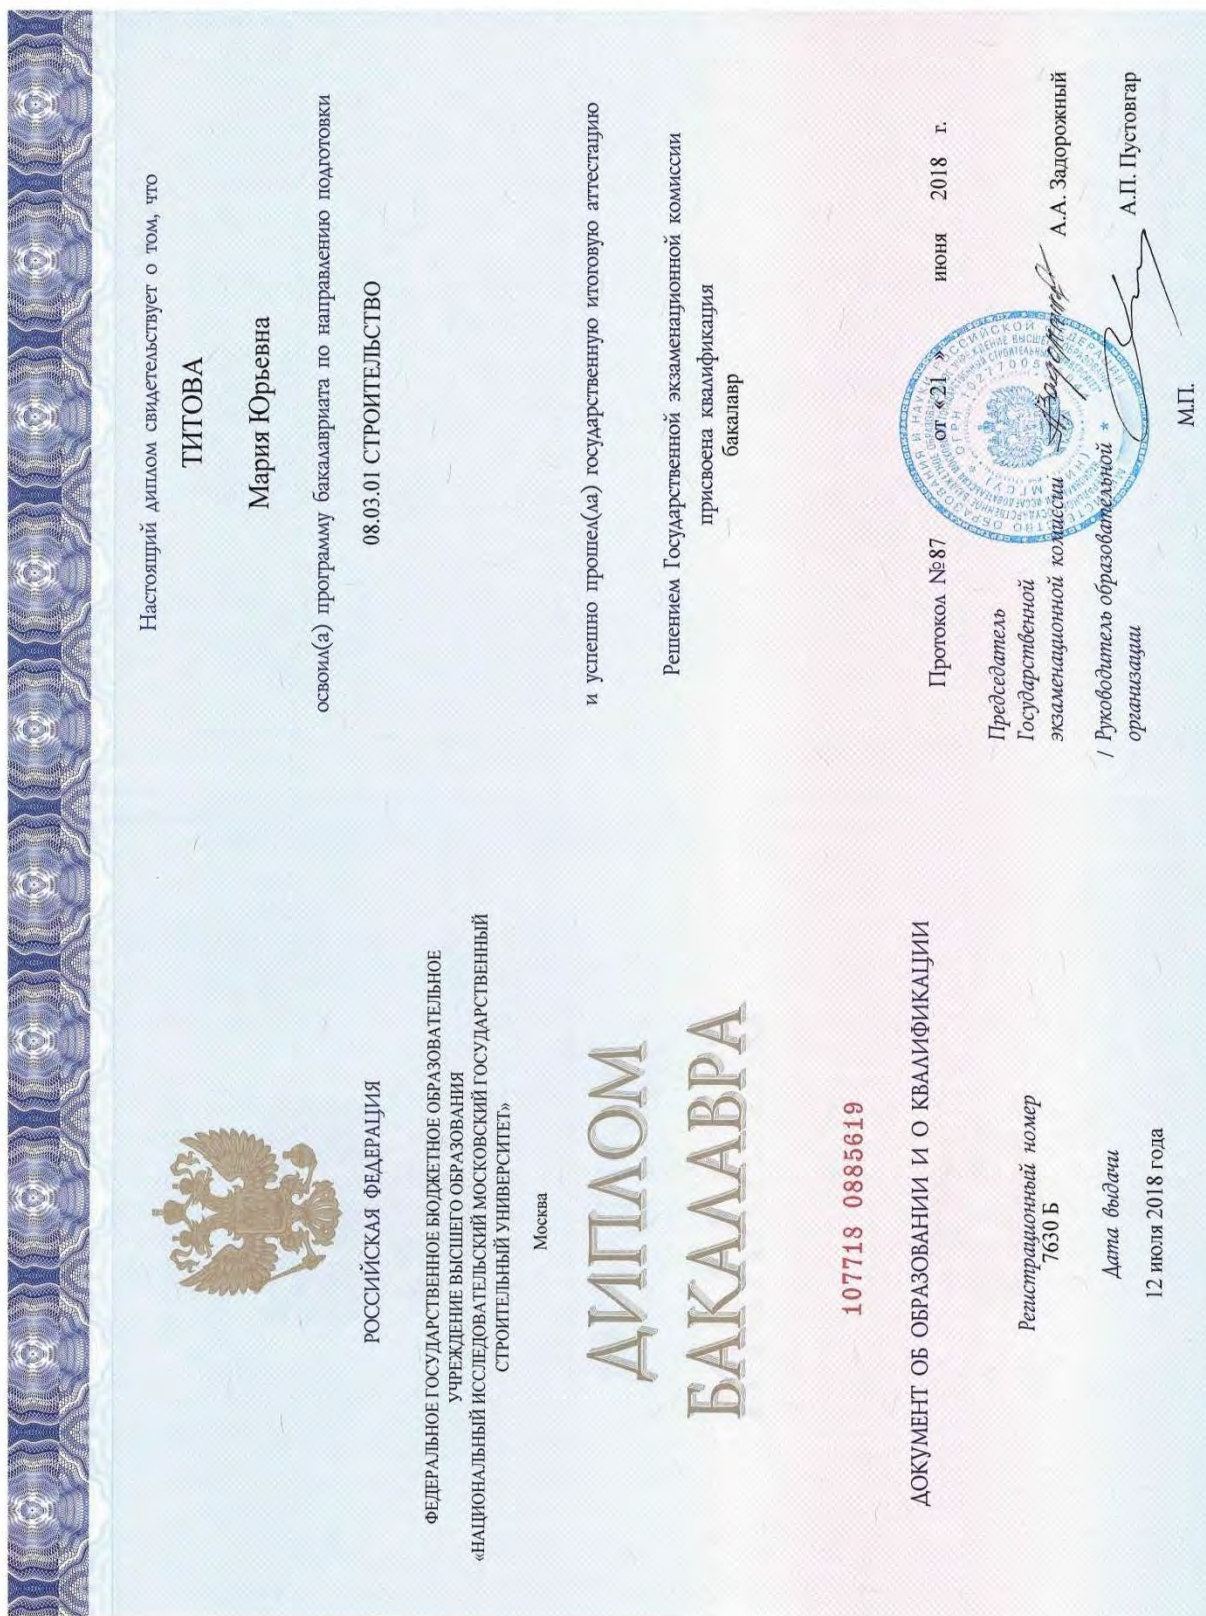 РОССИЙСКАЯ ФЕДЕРАЦИЯ
ФЕДЕРАЛЬНОЕ ГОСУДАРСТВЕННОЕ БЮДЖЕТНОЕ ОБРАЗОВАТЕЛЬНОЕ
УЧРЕЖДЕНИЕ ВЫСШЕГО ОБРАЗОВАНИЯ
«НАЦИОНАЛЬНЫЙ ИССЛЕДОВАТЕЛЬСКИЙ МОСКОВСКИЙ ГОСУДАРСТВЕННЫЙ
СТРОИТЕЛЬНЫЙ УНИВЕРСИТЕТ»
Москва
ДИПЛОМ
БАКАЛАВРА
107718 0885619
ДОКУМЕНТ ОБ ОБРАЗОВАНИИ И О КВАЛИФИКАЦИИ
Регистрационный номер
7630 Б
Дата выдачи
12 июля 2018 года
Настоящий диплом свидетельствует о том, что
ТИТОВА
Мария Юрьевна
освоил(а) программу бакалавриата по направлению подготовки
08.03.01 СТРОИТЕЛЬСТВО
и успешно прошел(ла) государственную итоговую аттестацию
Решением Государственной экзаменационной комиссии
присвоена квалификация
бакалавр
Протокол №87 от «21» июня 2018 г.
Председатель
Государственной
экзаменационной комиссии А.А. Задорожный
/ Руководитель образовательной
организации А.П. Пустовгар
М.П.